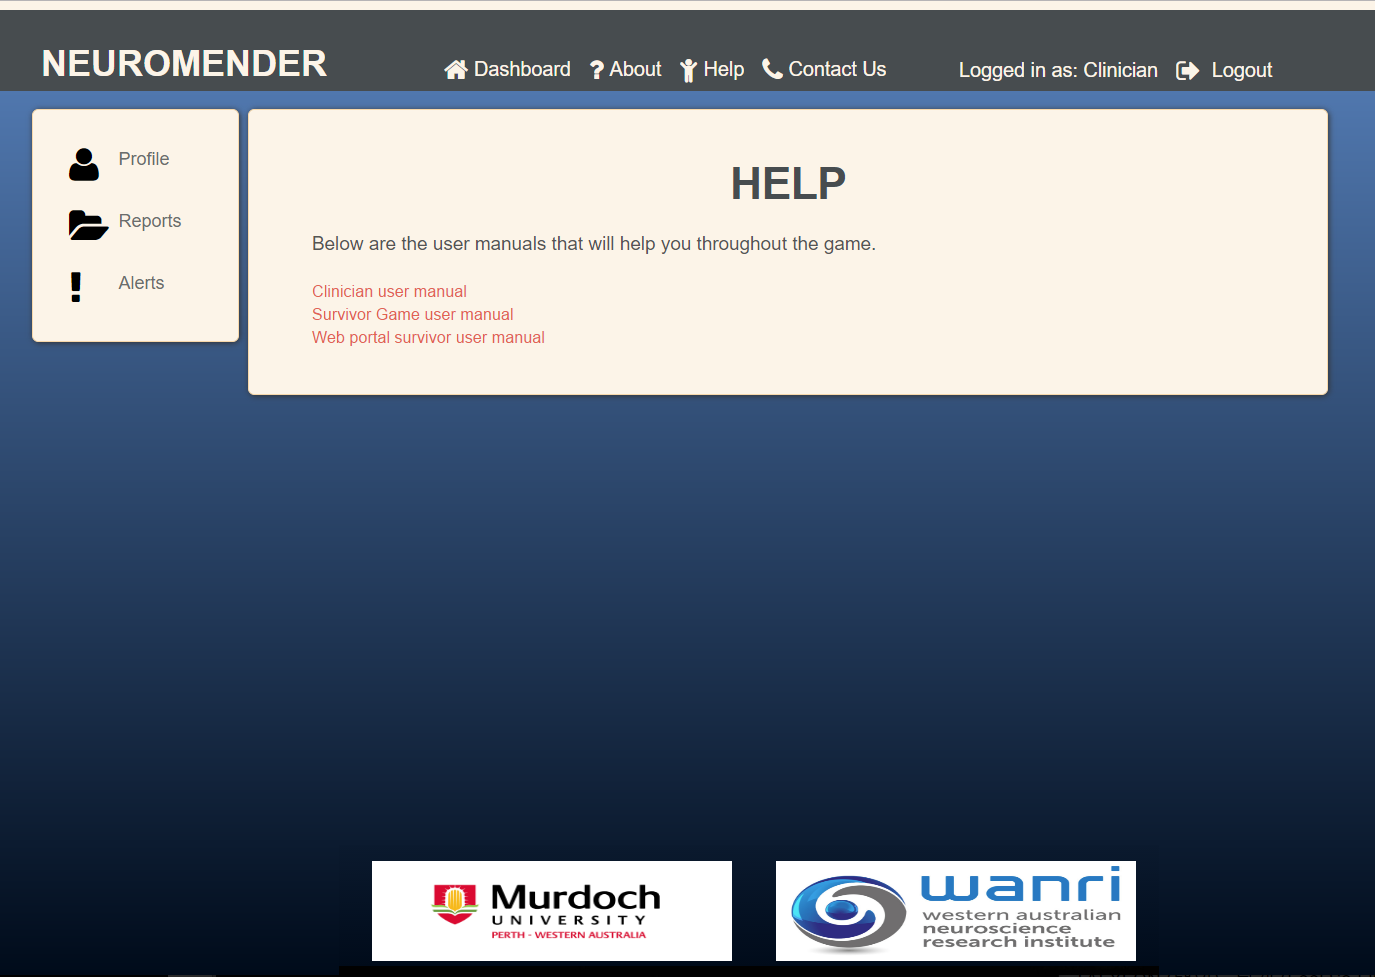 NEUROMENDER
Dashboard About Help Contact Us Logged in as: Clinician Logout
Profile
Reports
Alerts
HELP
Below are the user manuals that will help you throughout the game.
Clinician user manual
Survivor Game user manual
Web portal survivor user manual
Murdoch
UNIVERSITY
PERTH - WESTERN AUSTRALIA
wanri
western australian
neuroscience
research institute